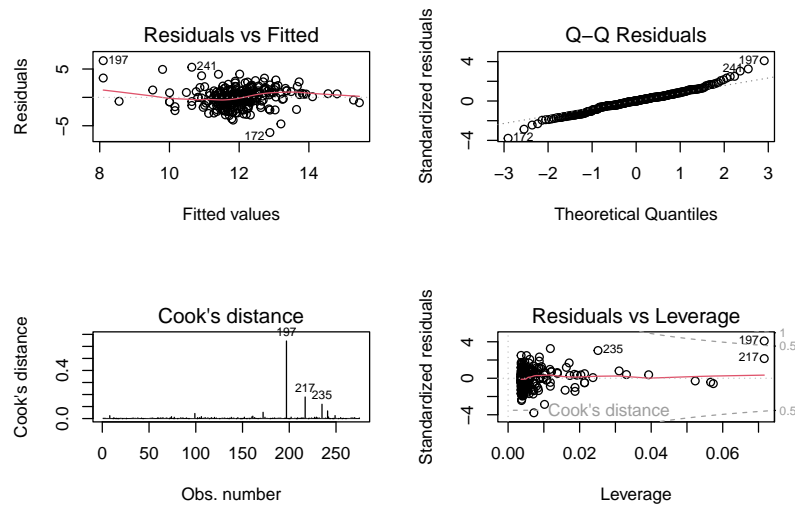 Residuals vs Fitted
Residuals
5
−5
197
241
172
8 10 12 14
Fitted values
Q−Q Residuals
Standardized residuals
4
0
−4
197
241
172
−3 −2 −1 0 1 2 3
Theoretical Quantiles
Cook's distance
Cook's distance
0.4
0.0
197
217
235
0 50 100 150 200 250
Obs. number
Residuals vs Leverage
Standardized residuals
4
0
−4
197
217
235
1
0.5
0.5
Cook's distance
0.00 0.02 0.04 0.06
Leverage